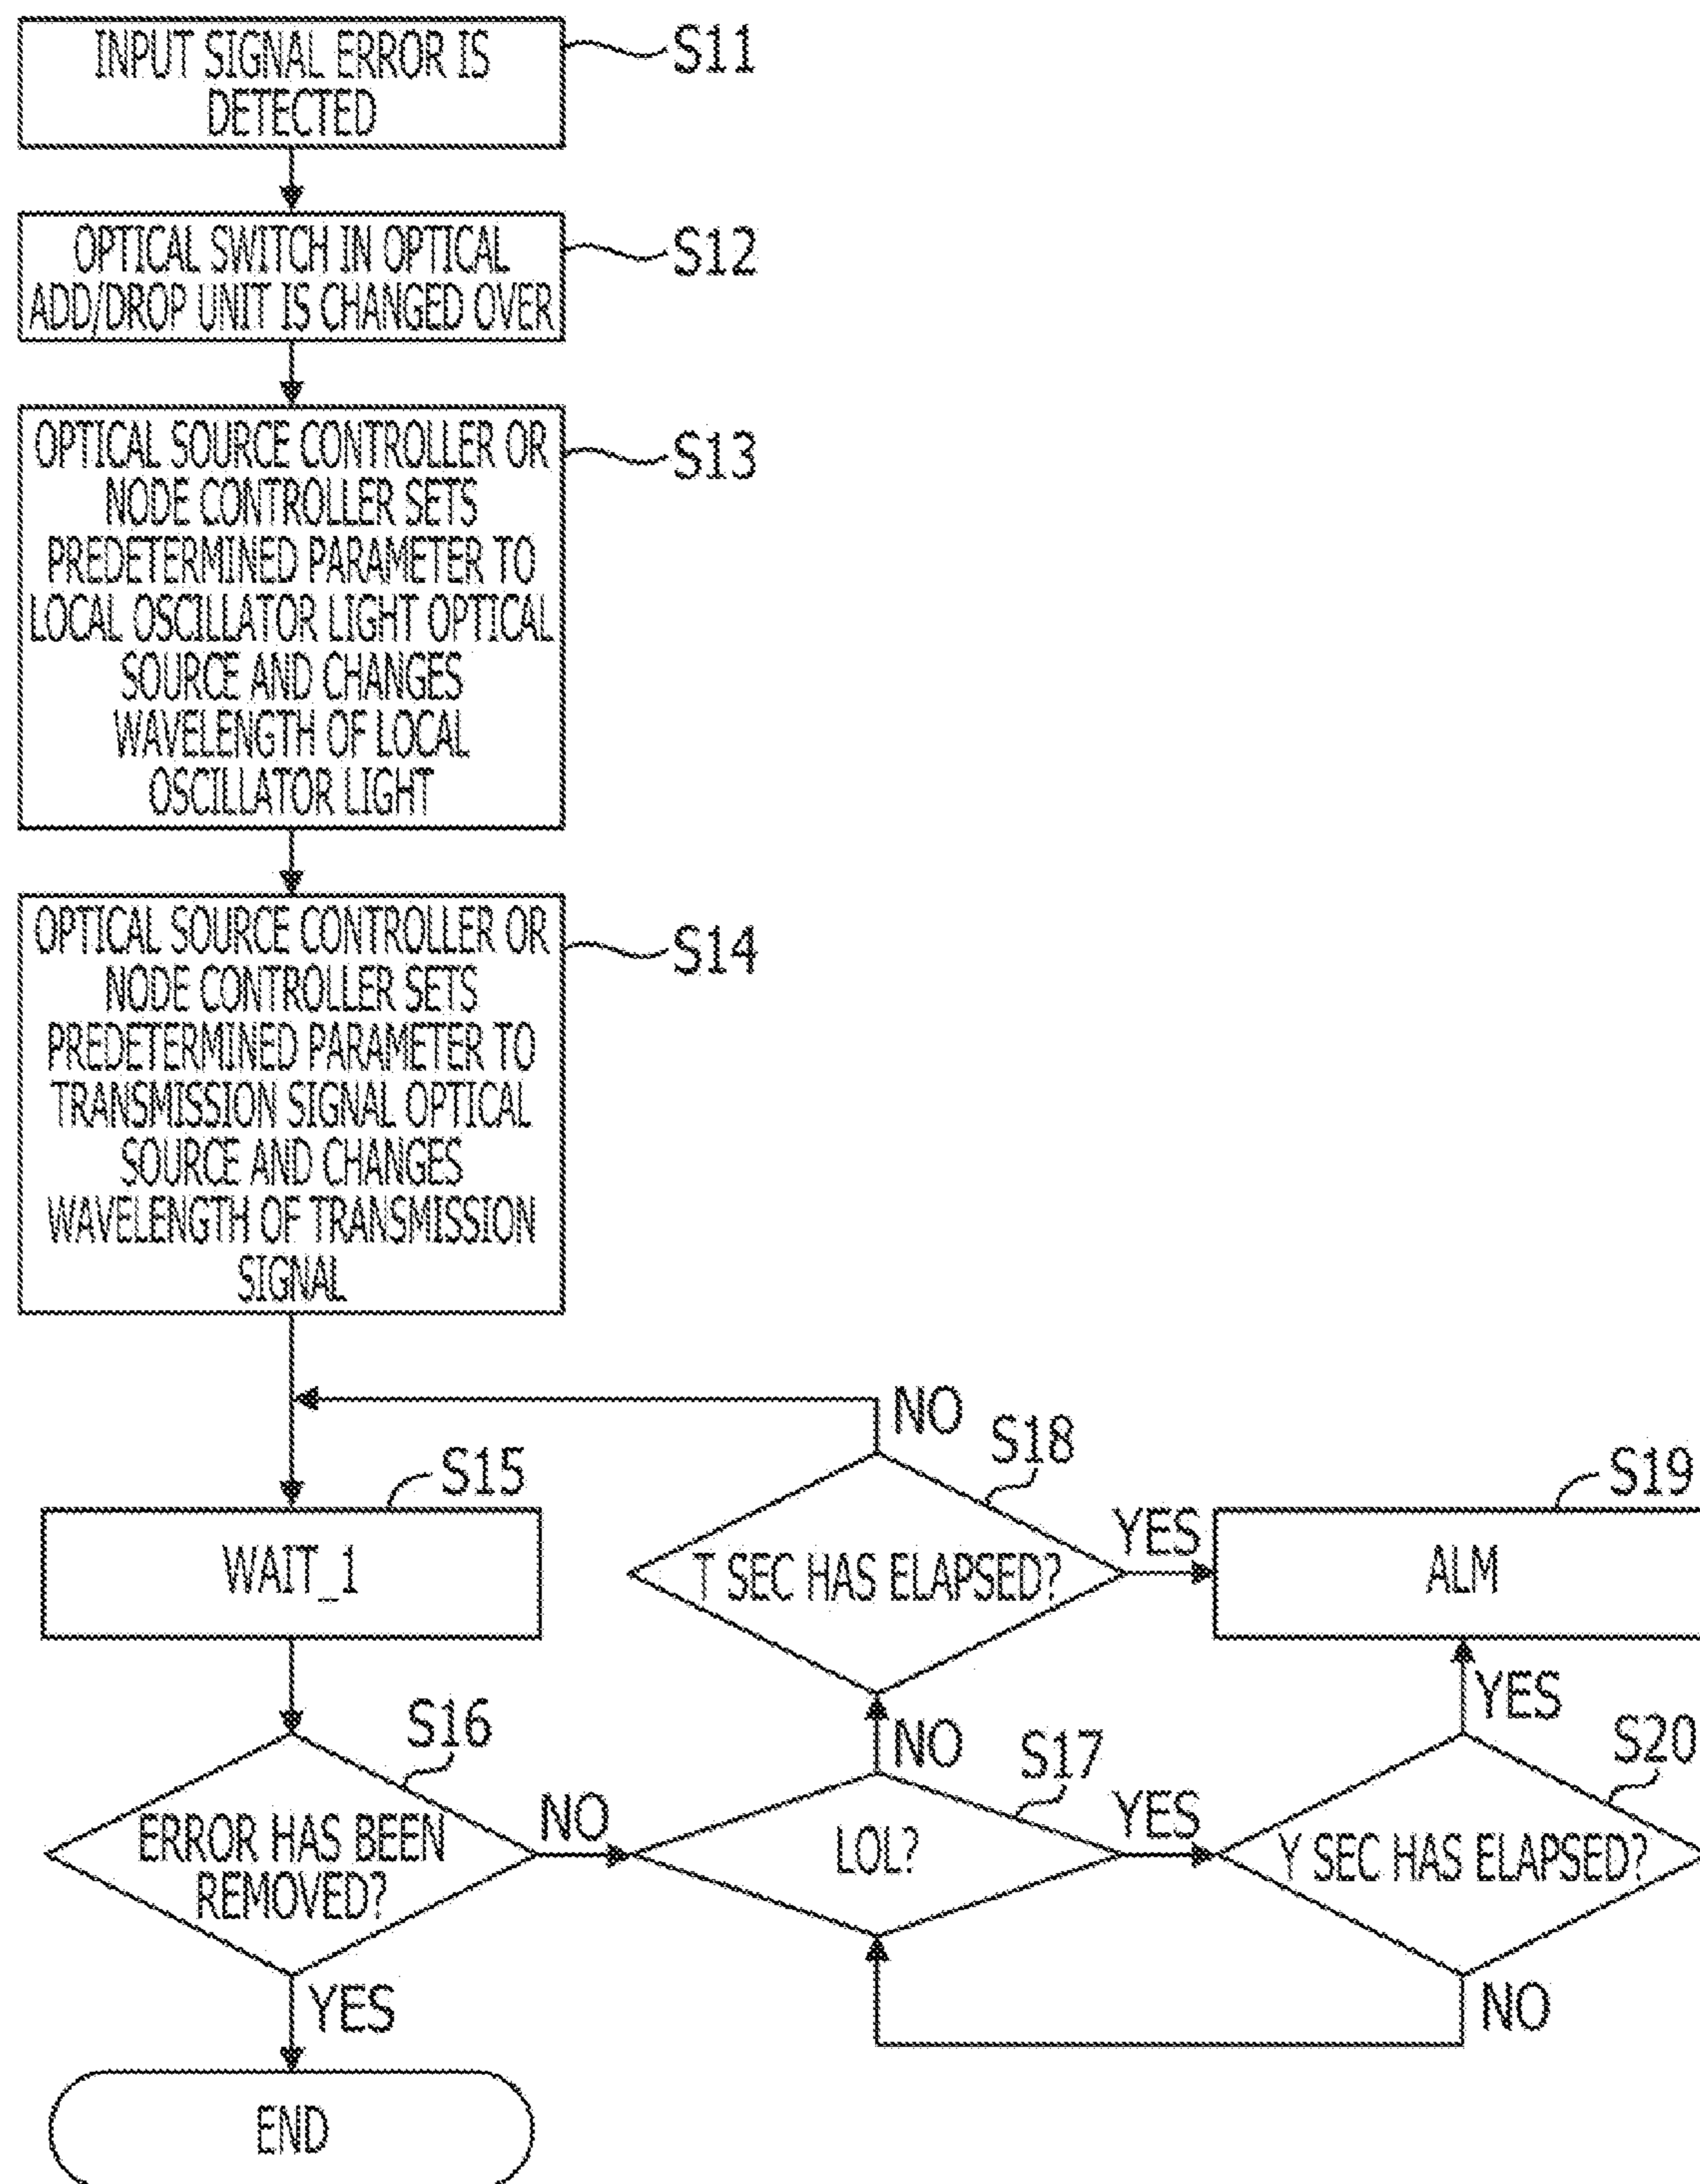 INPUT SIGNAL ERROR IS
DETECTED
S11
OPTICAL SWITCH IN OPTICAL
ADD/DROP UNIT IS CHANGED OVER
S12
OPTICAL SOURCE CONTROLLER OR
NODE CONTROLLER SETS
PREDETERMINED PARAMETER TO
LOCAL OSCILLATOR LIGHT OPTICAL
SOURCE AND CHANGES
WAVELENGTH OF LOCAL
OSCILLATOR LIGHT
S13
OPTICAL SOURCE CONTROLLER OR
NODE CONTROLLER SETS
PREDETERMINED PARAMETER TO
TRANSMISSION SIGNAL OPTICAL
SOURCE AND CHANGES
WAVELENGTH OF TRANSMISSION
SIGNAL
S14
S15
WAIT_1
S16
ERROR HAS BEEN
REMOVED?
NO
YES
END
S17
LOL?
NO
YES
S18
T SEC HAS ELAPSED?
NO
YES
S19
ALM
S20
Y SEC HAS ELAPSED?
YES
NO